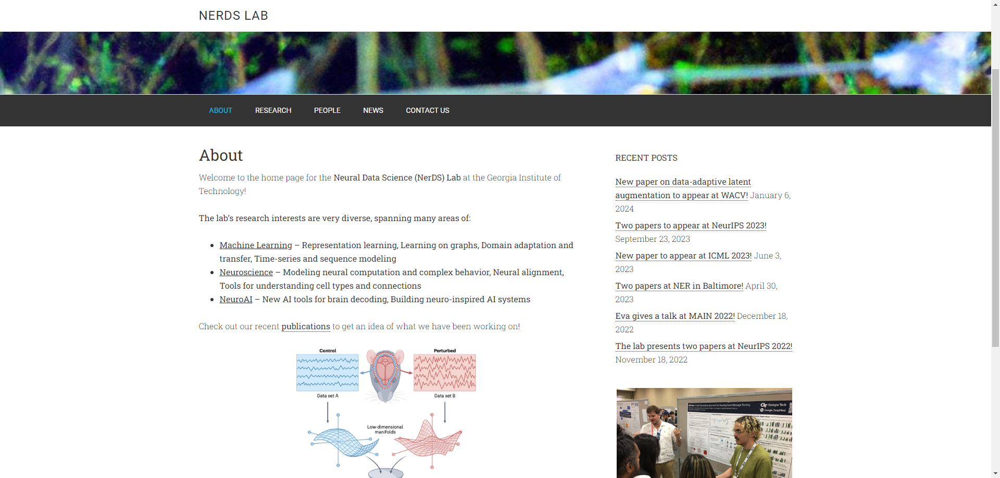 NERDS LAB
ABOUT RESEARCH PEOPLE NEWS CONTACT US
About
Welcome to the home page for the Neural Data Science (NerDS) Lab at the Georgia Institute of
Technology!
The lab’s research interests are very diverse, spanning many areas of:
Machine Learning – Representation learning, Learning on graphs, Domain adaptation and
transfer, Time-series and sequence modeling
Neuroscience – Modeling neural computation and complex behavior, Neural alignment,
Tools for understanding cell types and connections
NeuroAI – New AI tools for brain decoding, Building neuro-inspired AI systems
Check out our recent publications to get an idea of what we have been working on!
Control
Perturbed
Data set A
Data set B
Low-dimensional
manifolds
RECENT POSTS
New paper on data-adaptive latent
augmentation to appear at WACV! January 6,
2024
Two papers to appear at NeurIPS 2023!
September 23, 2023
New paper to appear at ICML 2023! June 3,
2023
Two papers at NER in Baltimore! April 30,
2023
Eva gives a talk at MAIN 2022! December 18,
2022
The lab presents two papers at NeurIPS 2022!
November 18, 2022
Georgia Tech
Google DeepMind